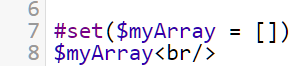 6
7 #set($myArray = [])
8 $myArray<br/>